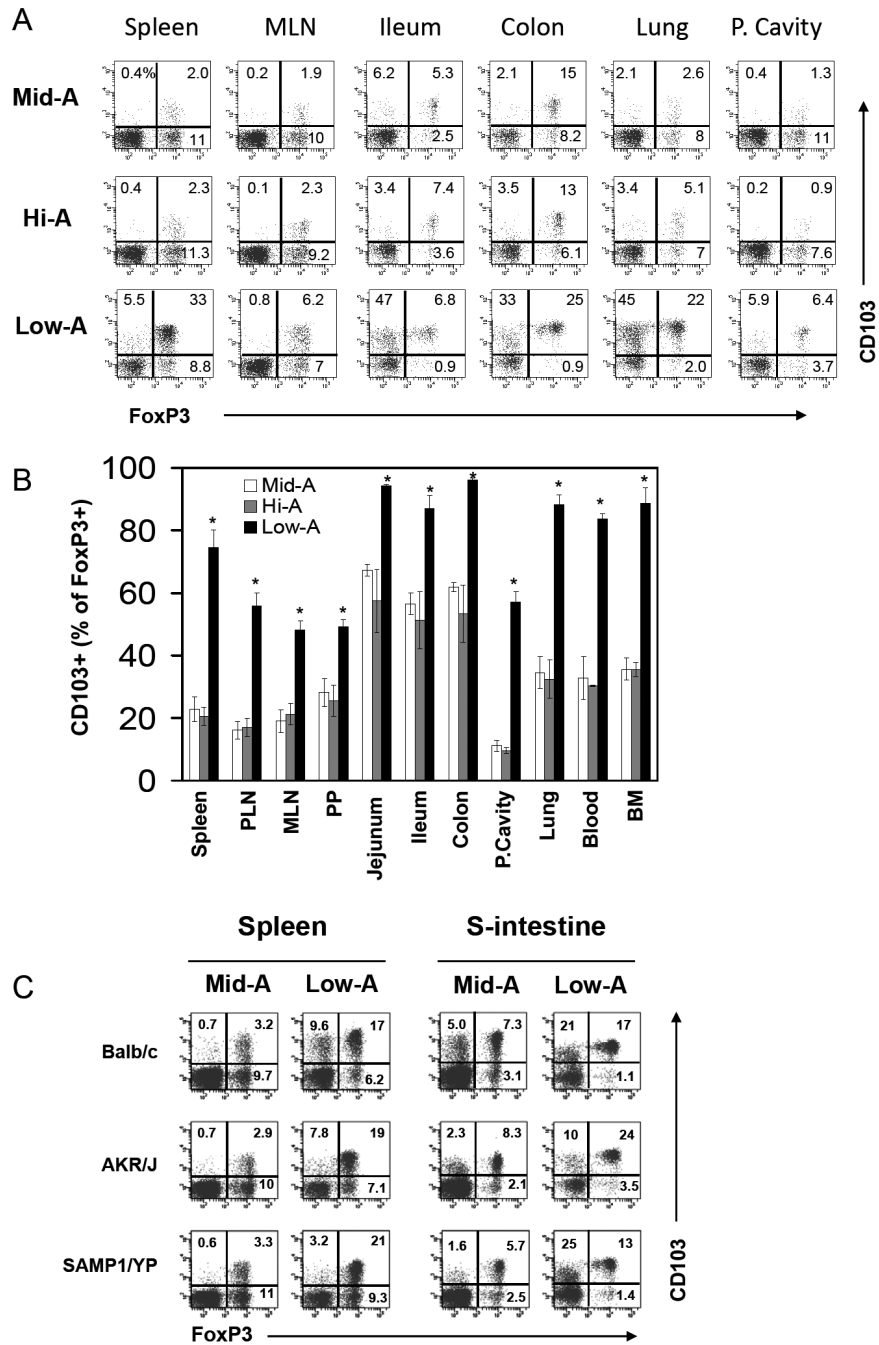 A
Spleen MLN Ileum Colon Lung P. Cavity
Mid-A
0.4% 2.0 0.2 1.9 6.2 5.3 2.1 15 2.1 2.6 0.4 1.3
11 10 2.5 8.2 8 11
Hi-A
0.4 2.3 0.1 2.3 3.4 7.4 3.5 13 3.4 5.1 0.2 0.9
11.3 9.2 3.6 6.1 7 7.6
Low-A
5.5 33 0.8 6.2 47 6.8 33 25 45 22 5.9 6.4
8.8 7 0.9 0.9 2.0 3.7
CD103
FoxP3
B
100
80
60
40
20
0
CD103+ (% of FoxP3+)
Mid-A
Hi-A
Low-A
* * * * * * * * * * *
Spleen PLN MLN PP Jejunum Ileum Colon P.Cavity Lung Blood BM
Spleen S-intestine
C
Mid-A Low-A Mid-A Low-A
Balb/c
0.7 3.2 9.6 17 5.0 7.3 21 17
9.7 6.2 3.1 1.1
AKR/J
0.7 2.9 7.8 19 2.3 8.3 10 24
10 7.1 2.1 3.5
SAMP1/YP
0.6 3.3 3.2 21 1.6 5.7 25 13
11 9.3 2.5 1.4
CD103
FoxP3